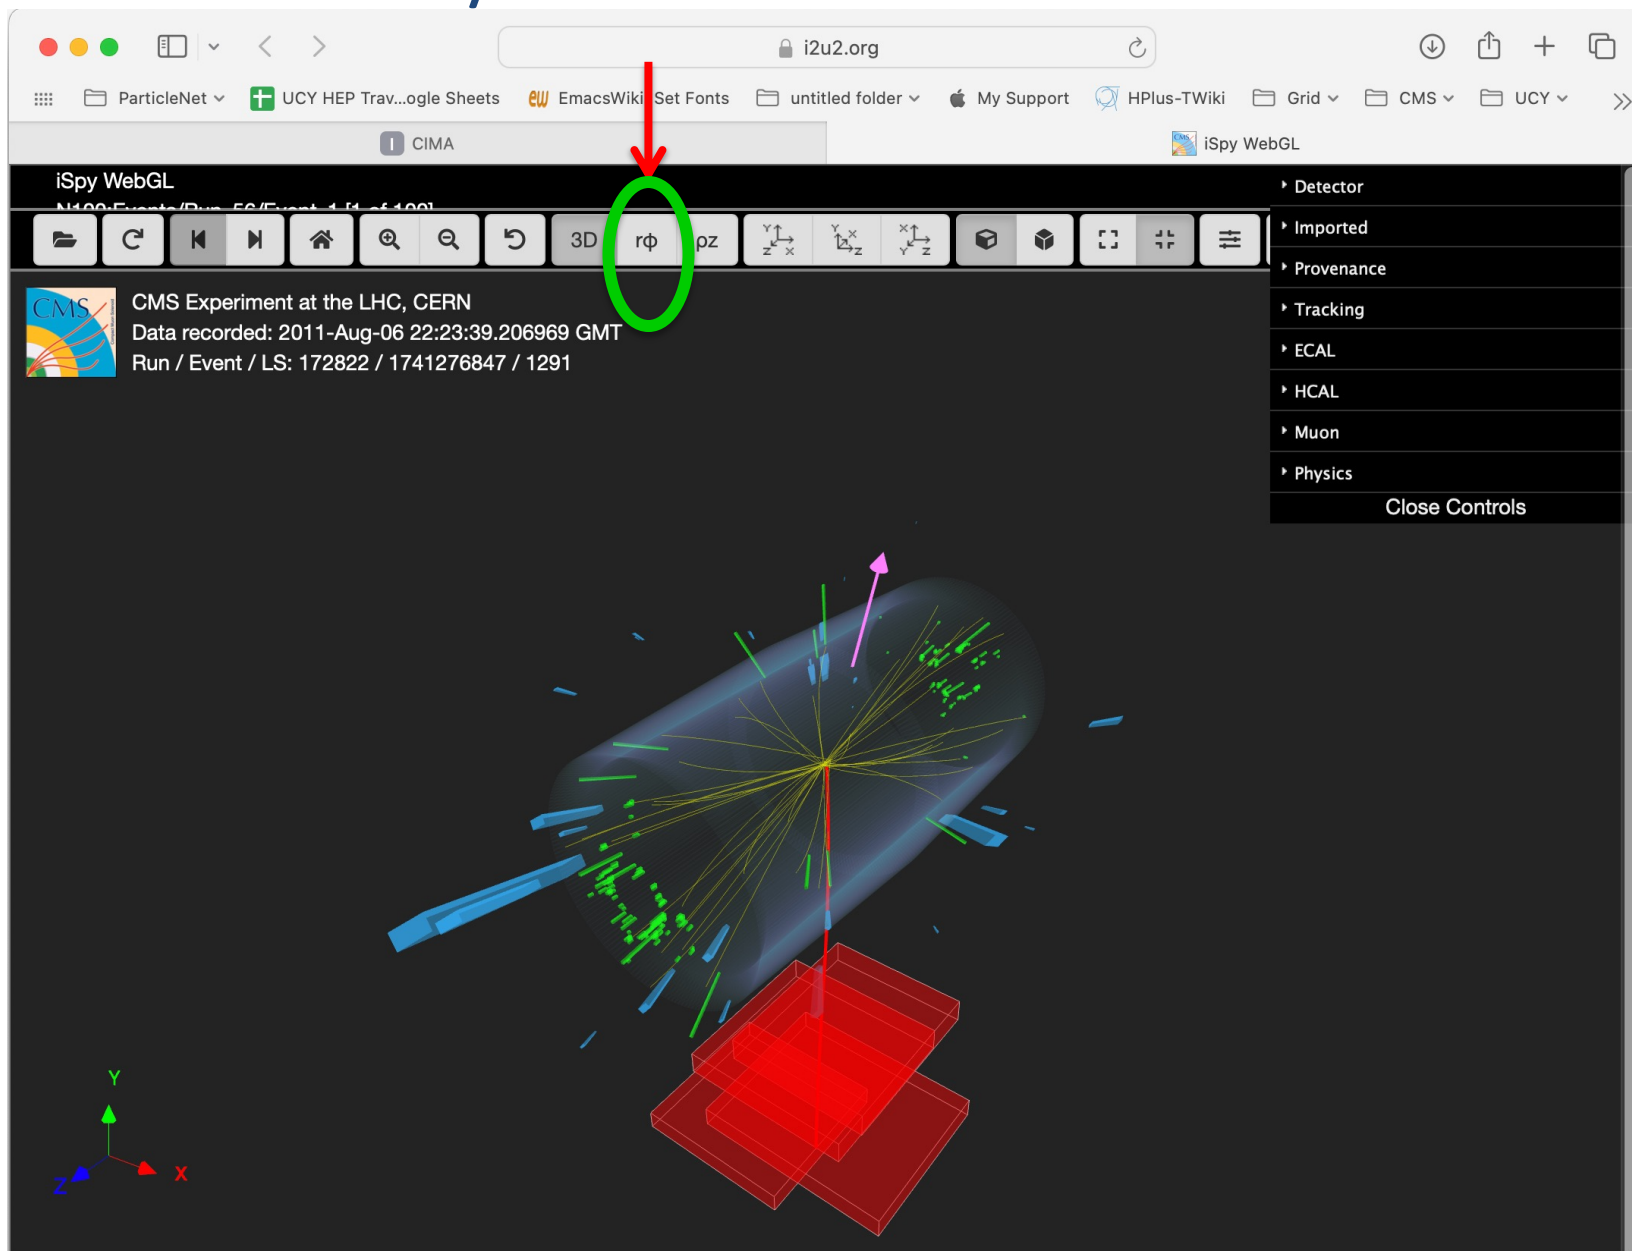 i2u2.org
ParticleNet
UCY HEP Trav...ogle Sheets
EmacsWiki: Set Fonts
untitled folder
My Support
HPlus-TWiki
Grid
CMS
UCY
CIMA
iSpy WebGL
iSpy WebGL
3D
rϕ
ρz
Y
Z
X
Y
X
Z
X
Y
Z
Detector
Imported
Provenance
Tracking
ECAL
HCAL
Muon
Physics
Close Controls
CMS
CMS Experiment at the LHC, CERN
Data recorded: 2011-Aug-06 22:23:39.206969 GMT
Run / Event / LS: 172822 / 1741276847 / 1291
Y
Z
X